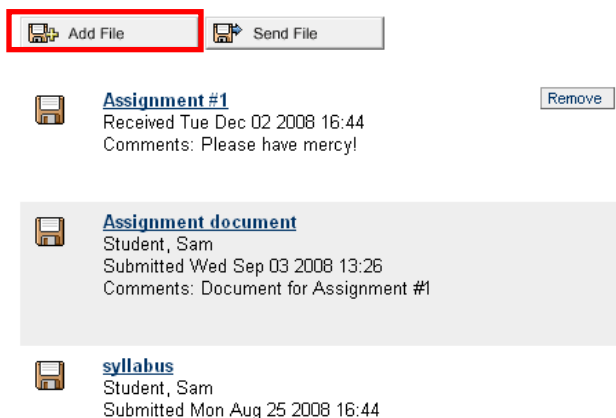 Add File Send File
Assignment #1 Remove
Received Tue Dec 02 2008 16:44
Comments: Please have mercy!
Assignment document
Student, Sam
Submitted Wed Sep 03 2008 13:26
Comments: Document for Assignment #1
syllabus
Student, Sam
Submitted Mon Aug 25 2008 16:44